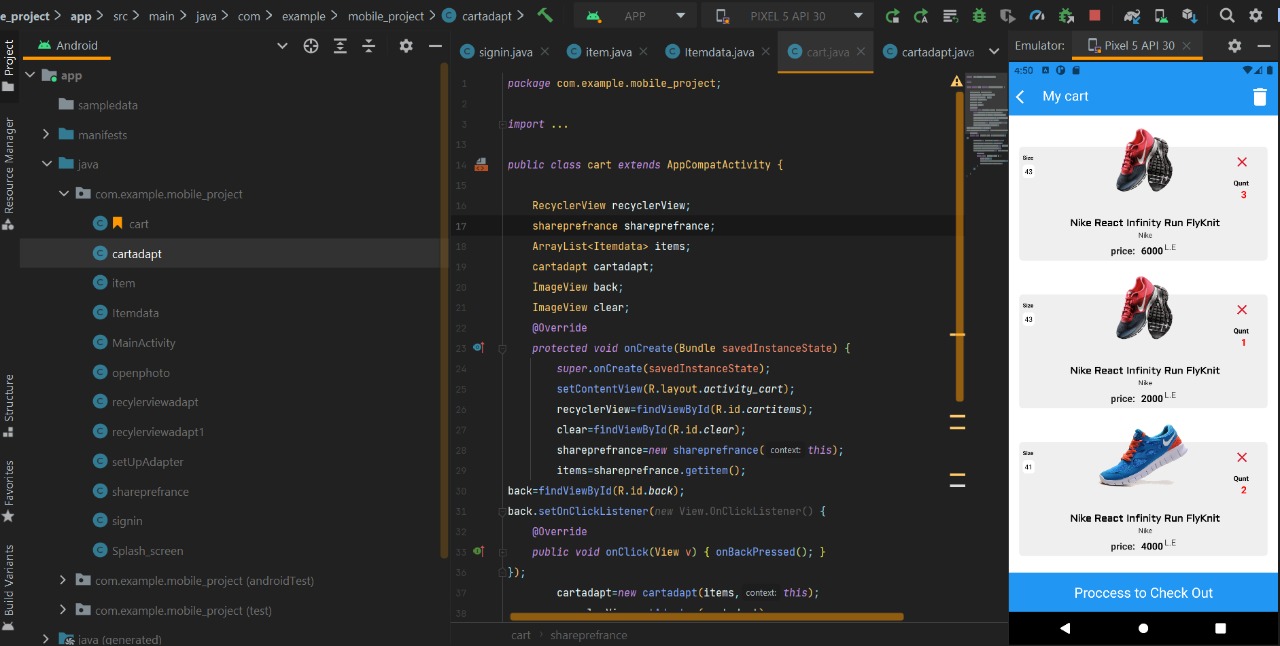 e_project > app > src > main > java > com > example > mobile_project > cartadapt
APP
PIXEL 5 API 30
Project
Resource Manager
Structure
Favorites
Build Variants
Android
app
sampledata
manifests
java
com.example.mobile_project
cart
cartadapt
item
Itemdata
MainActivity
openphoto
recylerviewadapt
recylerviewadapt1
setUpAdapter
shareprefrance
signin
Splash_screen
com.example.mobile_project (androidTest)
com.example.mobile_project (test)
java (generated)
signin.java
item.java
Itemdata.java
cart.java
cartadapt.java
1 package com.example.mobile_project;
2
3 import ...
13
14 public class cart extends AppCompatActivity {
15
16 RecyclerView recyclerView;
17 shareprefrance shareprefrance;
18 ArrayList<Itemdata> items;
19 cartadapt cartadapt;
20 ImageView back;
21 ImageView clear;
22 @Override
23 protected void onCreate(Bundle savedInstanceState) {
24 super.onCreate(savedInstanceState);
25 setContentView(R.layout.activity_cart);
26 recyclerView=findViewById(R.id.cartitems);
27 clear=findViewById(R.id.clear);
28 shareprefrance=new shareprefrance( context: this);
29 items=shareprefrance.getitem();
30 back=findViewById(R.id.back);
31 back.setOnClickListener(new View.OnClickListener() {
32 @Override
33 public void onClick(View v) { onBackPressed(); }
36 });
37 cartadapt=new cartadapt(items, context: this);
38
cart > shareprefrance
Emulator:
Pixel 5 API 30
4:50
My cart
Size
43
Qunt
3
Nike React Infinity Run FlyKnit
Nike
price: 6000 L.E
Size
43
Qunt
1
Nike React Infinity Run FlyKnit
Nike
price: 2000 L.E
Size
41
Qunt
2
Nike React Infinity Run FlyKnit
Nike
price: 4000 L.E
Proccess to Check Out